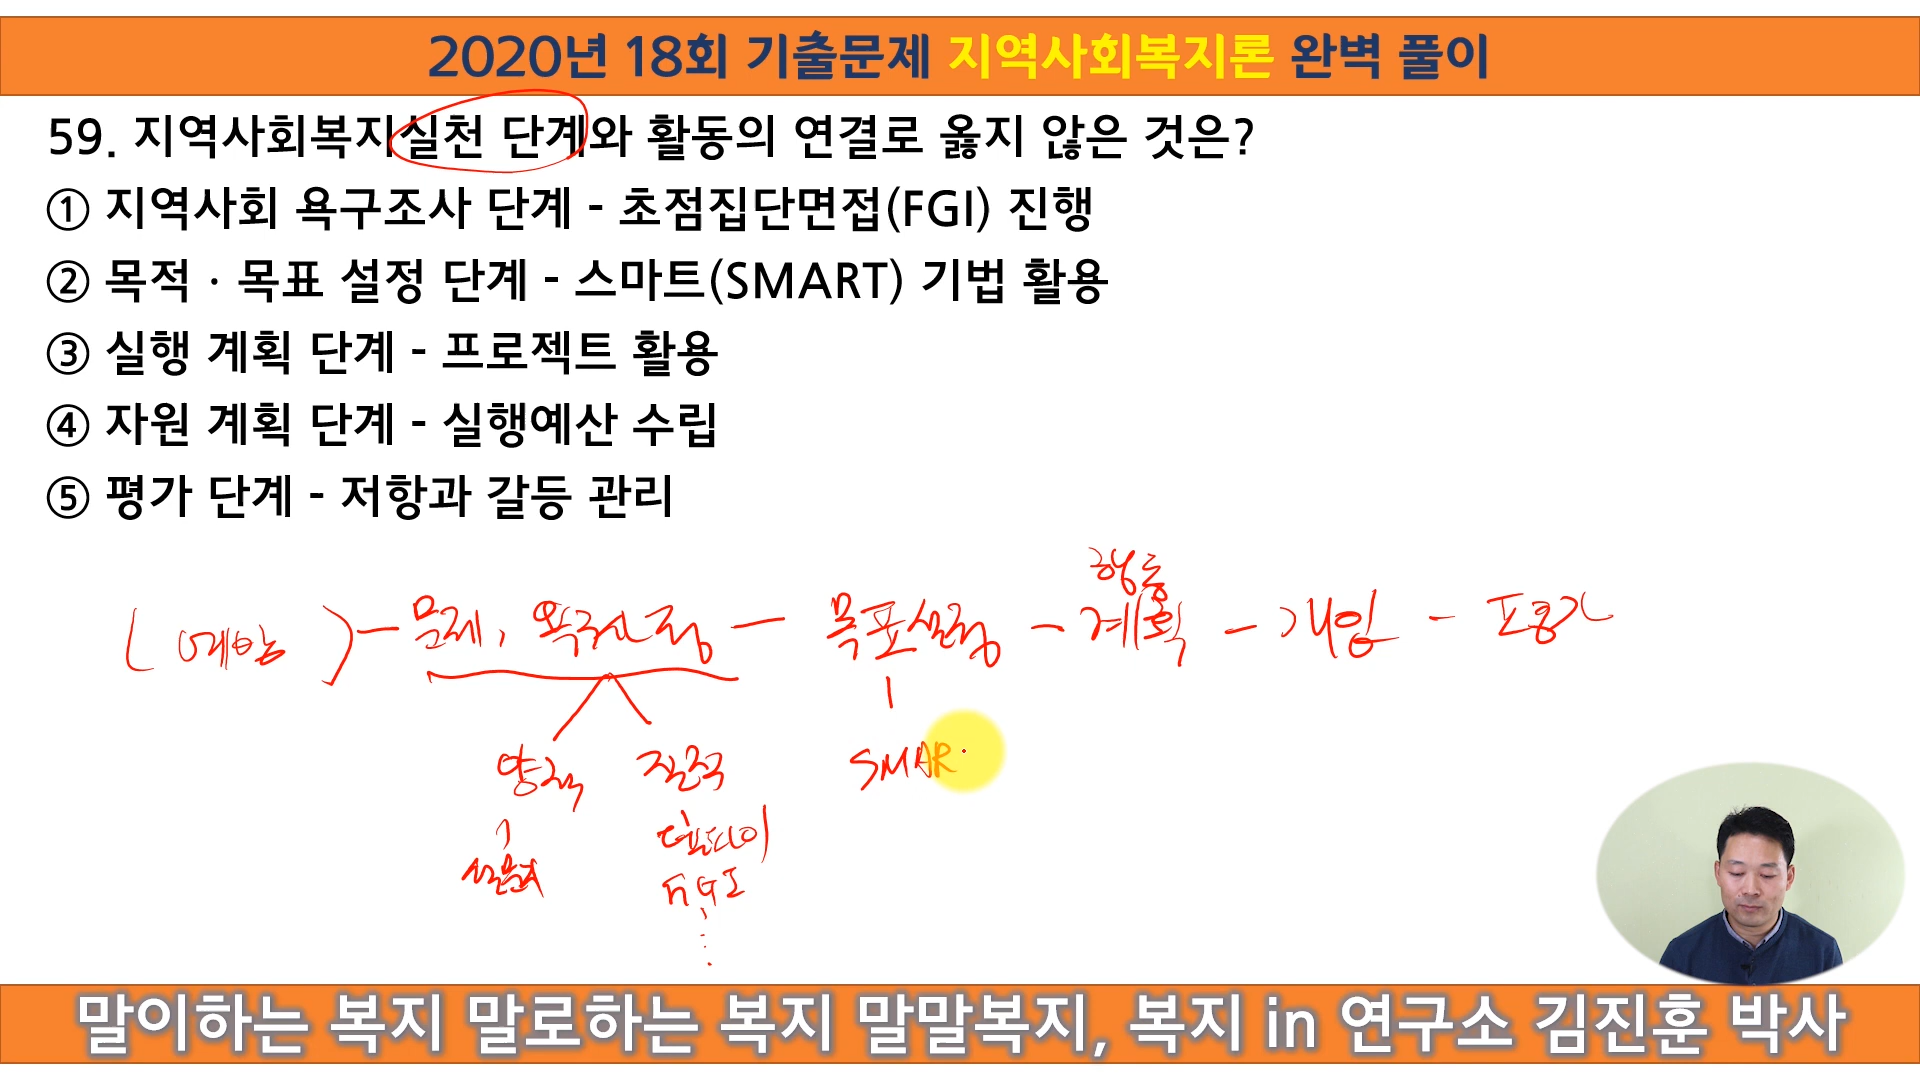 2020년 18회 기출문제 지역사회복지론 완벽 풀이
59. 지역사회복지실천 단계와 활동의 연결로 옳지 않은 것은?
① 지역사회 욕구조사 단계 - 초점집단면접(FGI) 진행
② 목적 · 목표 설정 단계 - 스마트(SMART) 기법 활용
③ 실행 계획 단계 - 프로젝트 활용
④ 자원 계획 단계 - 실행예산 수립
⑤ 평가 단계 - 저항과 갈등 관리
행동
문제, 욕구사정 - 목표설정 - 계획 - 개입 - 평가
양적 질적 SMAR
델파이
설문지 FGI
말이하는 복지 말로하는 복지 말말복지, 복지 in 연구소 김진훈 박사